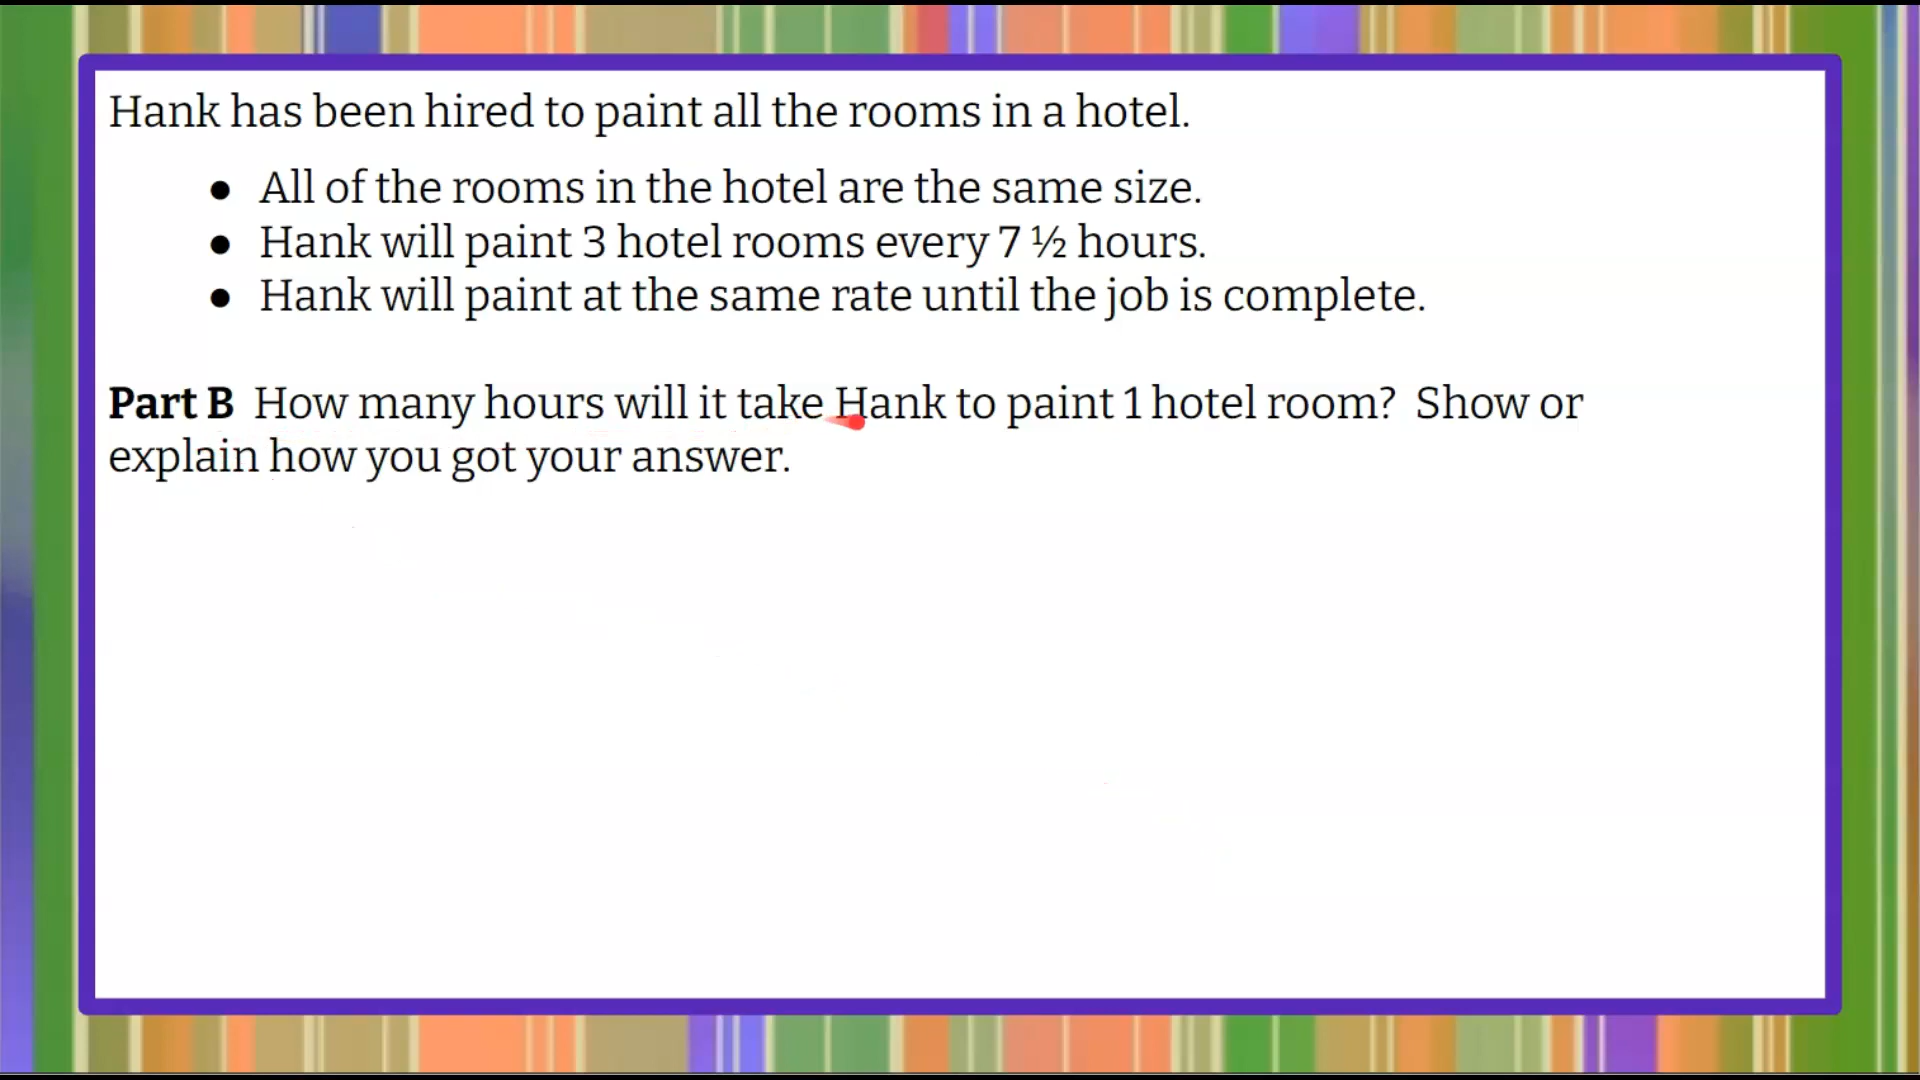 Hank has been hired to paint all the rooms in a hotel.
● All of the rooms in the hotel are the same size.
● Hank will paint 3 hotel rooms every 7 ½ hours.
● Hank will paint at the same rate until the job is complete.
Part B How many hours will it take Hank to paint 1 hotel room? Show or
explain how you got your answer.